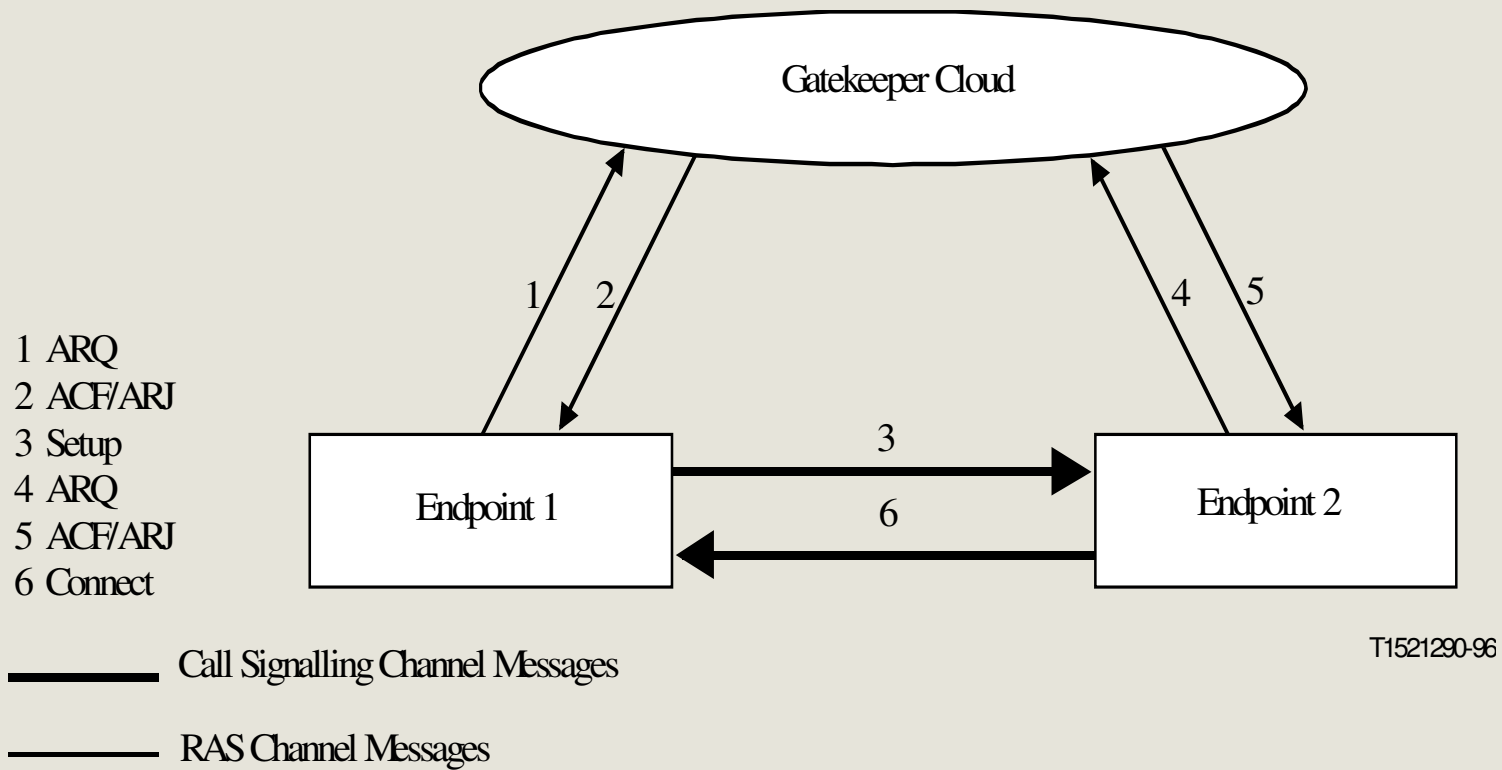 Gatekeeper Cloud
1
2
4
5
1 ARQ
2 ACF/ARJ
3 Setup
4 ARQ
5 ACF/ARJ
6 Connect
3
Endpoint 1
6
Endpoint 2
T1521290-96
Call Signalling Channel Messages
RAS Channel Messages